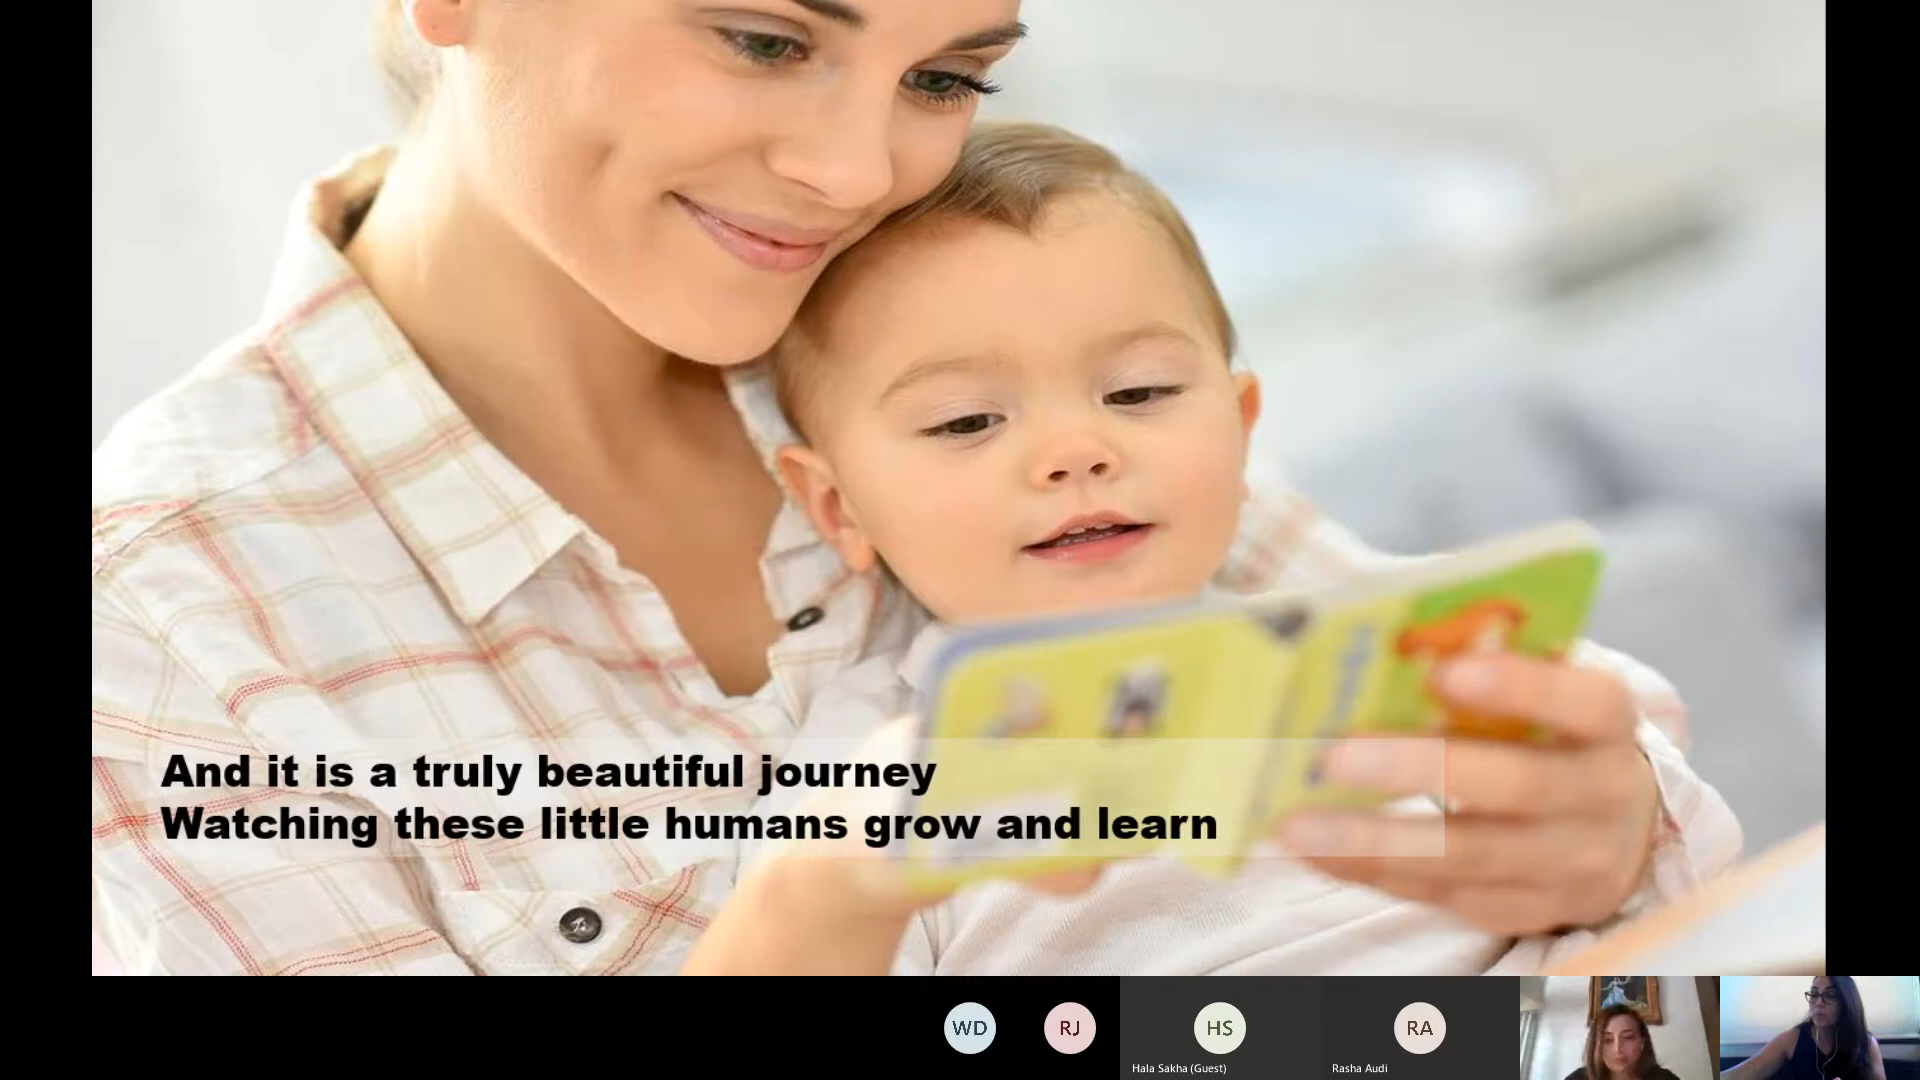 And it is a truly beautiful journey
Watching these little humans grow and learn
WD
RJ
HS
RA
Hala Sakha (Guest)
Rasha Audi